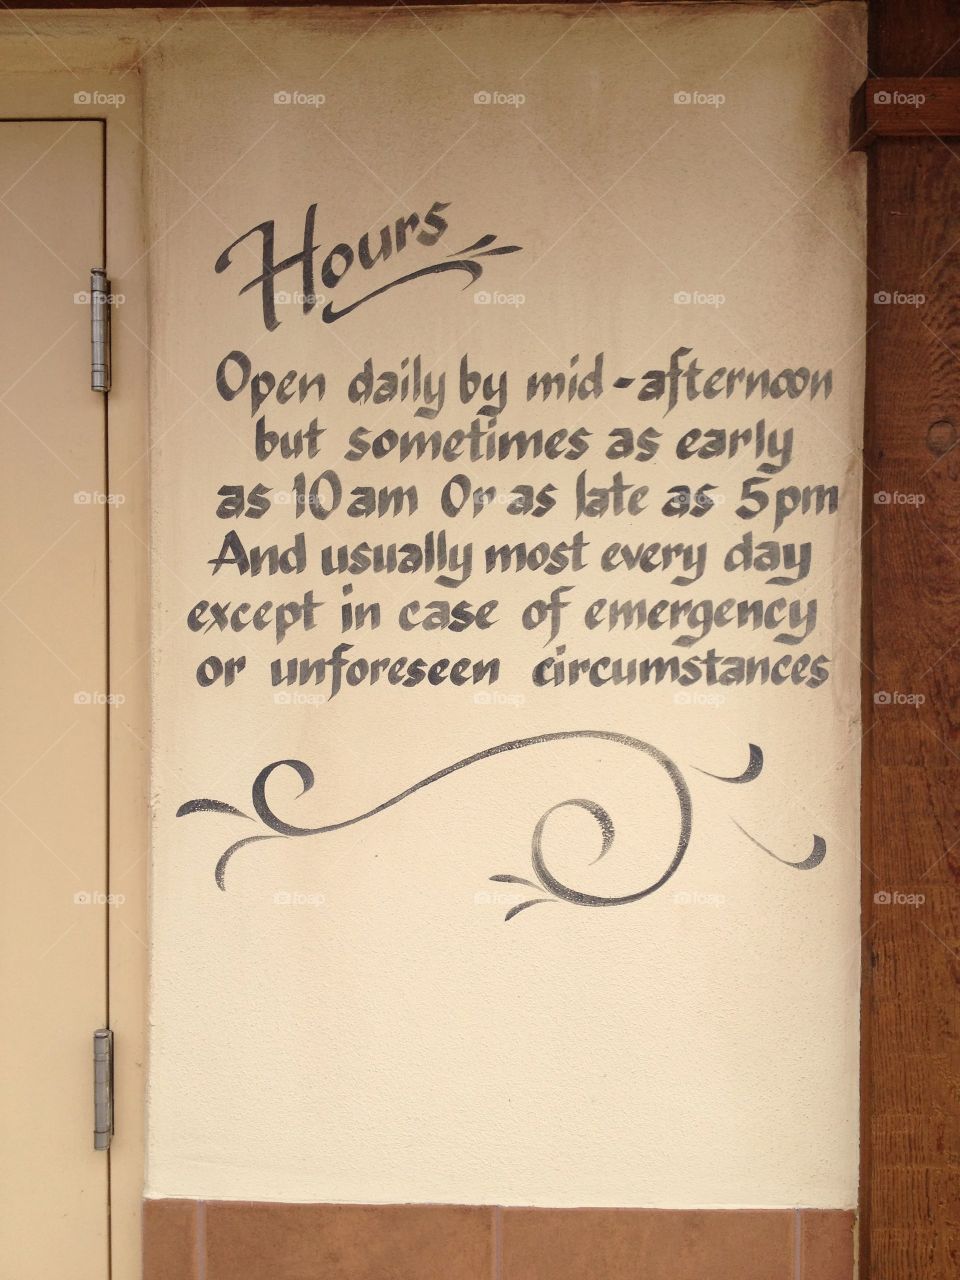 Hours
Open daily by mid-afternoon
but sometimes as early
as 10am Or as late as 5pm
And usually most every day
except in case of emergency
or unforeseen circumstances
foap